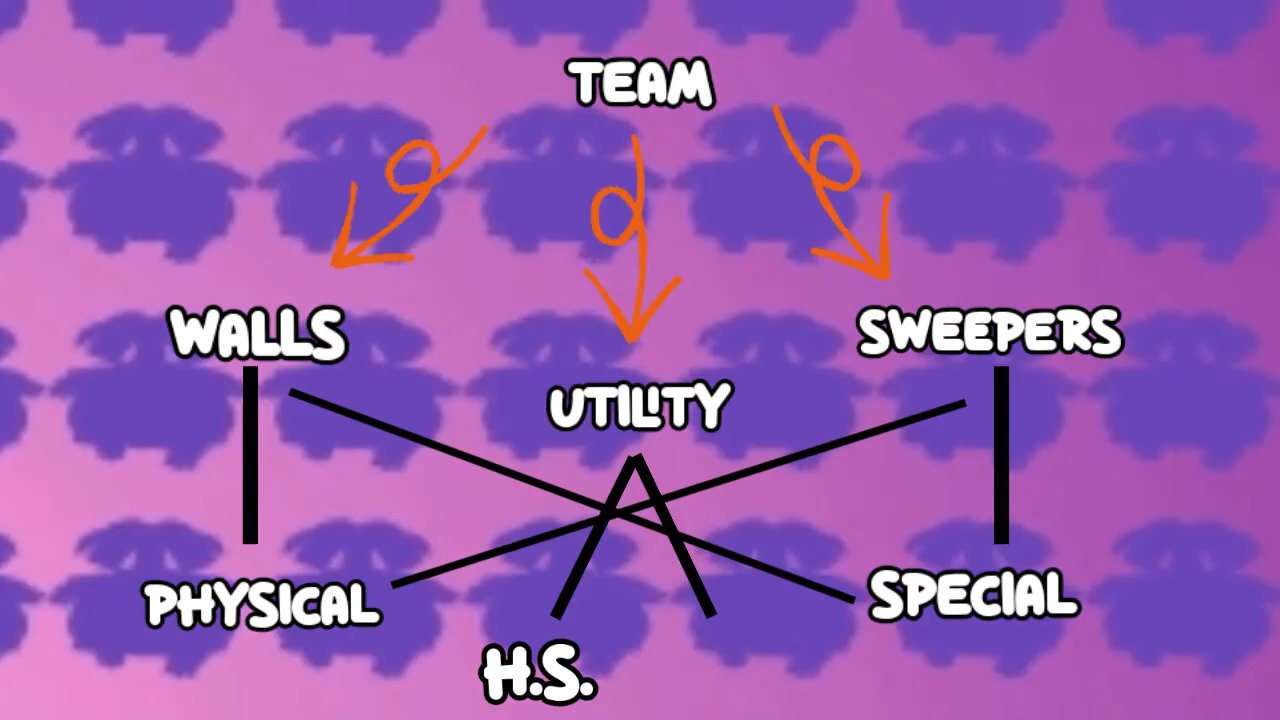 TEAM
WALLS
UTILITY
SWEEPERS
PHYSICAL
H.S.
SPECIAL